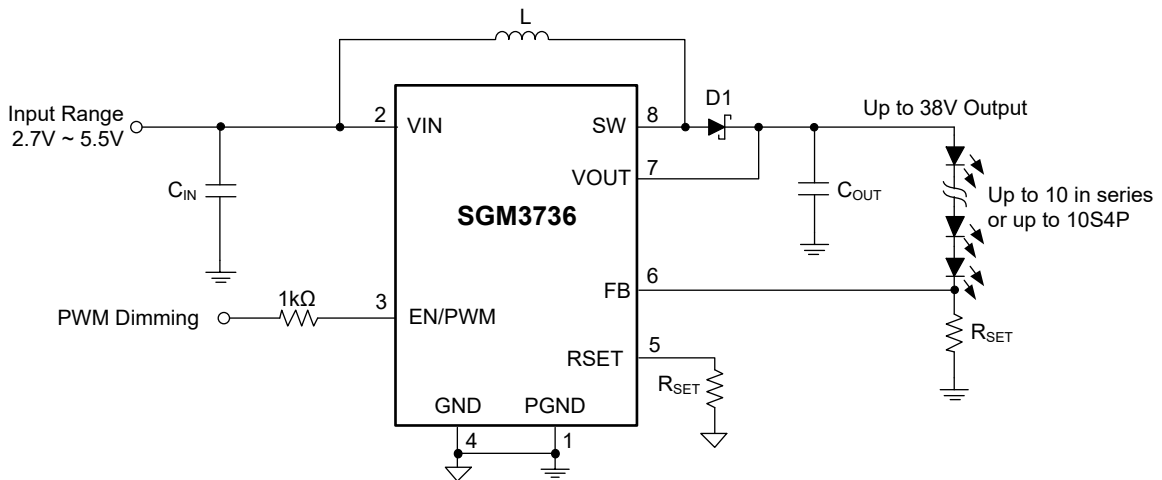 L
Input Range
2.7V ~ 5.5V
2
VIN
SW
8
D1
Up to 38V Output
VOUT
7
CIN
SGM3736
COUT
Up to 10 in series
or up to 10S4P
FB
6
PWM Dimming
1kΩ
3
EN/PWM
RSET
5
RSET
RSET
GND
PGND
4
1